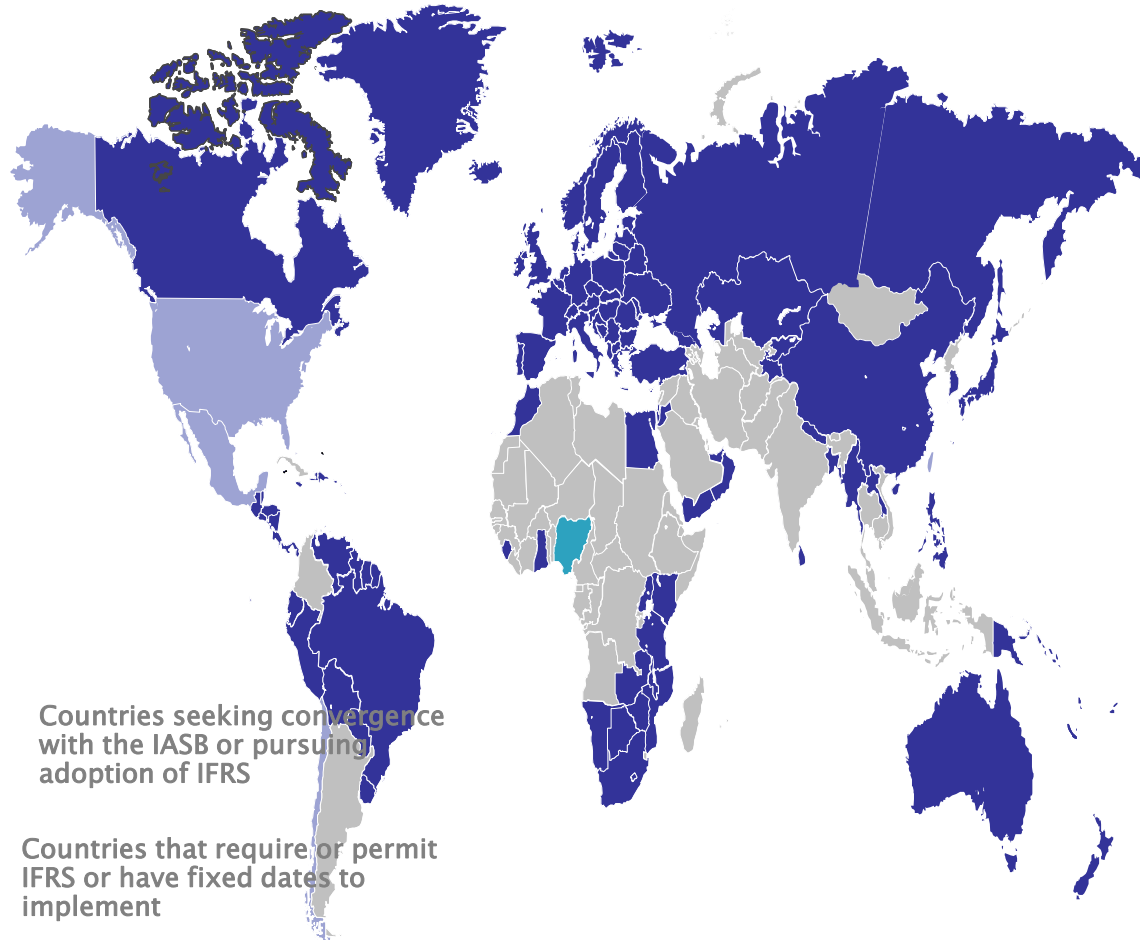 Countries seeking convergence
with the IASB or pursuing
adoption of IFRS
Countries that require or permit
IFRS or have fixed dates to
implement